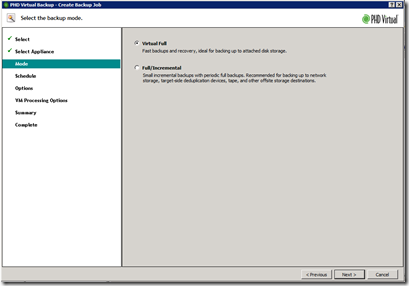 PHD Virtual Backup - Create Backup Job
Select the backup mode.
PHD Virtual
Select
Select Appliance
Mode
Schedule
Options
VM Processing Options
Summary
Complete
Virtual Full
Fast backups and recovery, ideal for backing up to attached disk storage.
Full/Incremental
Small incremental backups with periodic full backups. Recommended for backing up to network
storage, target-side deduplication devices, tape, and other offsite storage destinations.
< Previous
Next >
Cancel